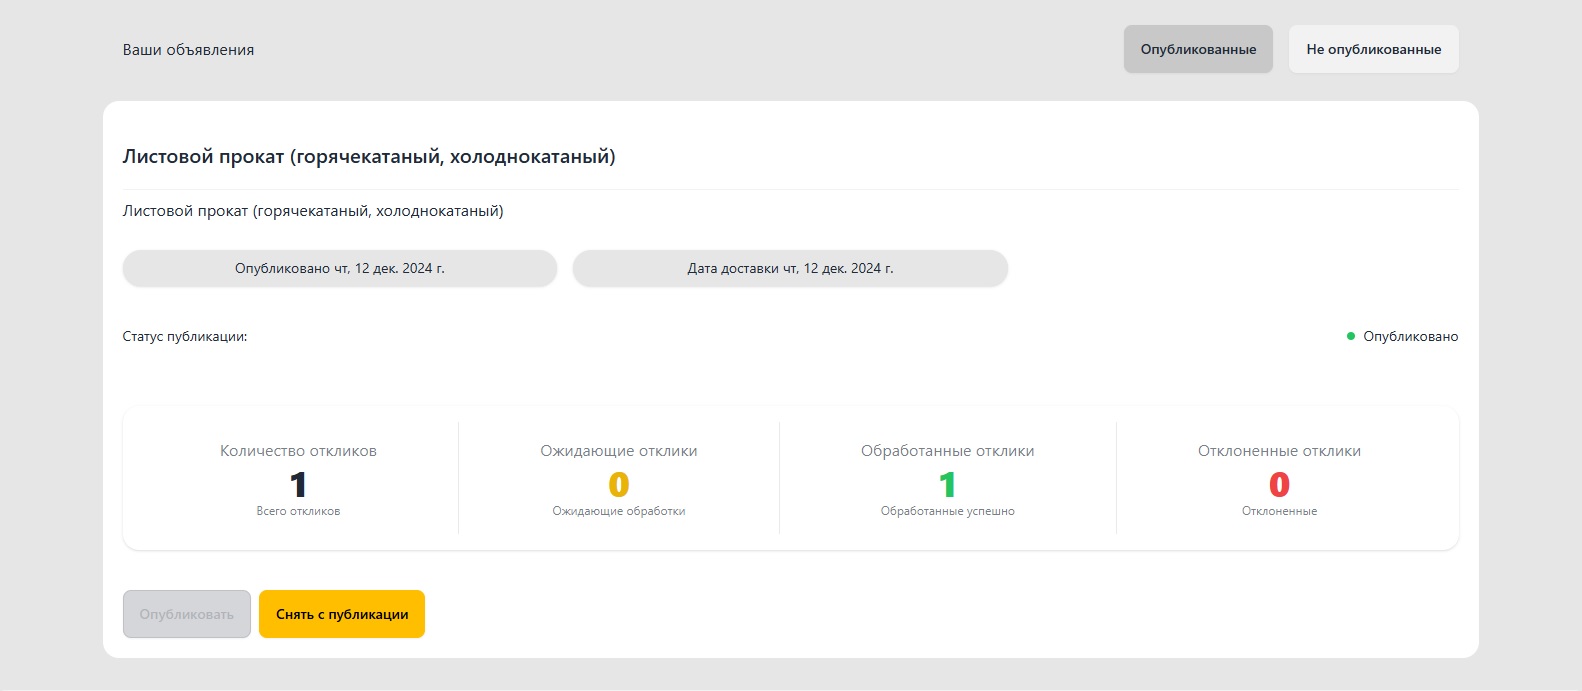 Ваши объявления
Опубликованные
Не опубликованные
Листовой прокат (горячекатаный, холоднокатаный)
Листовой прокат (горячекатаный, холоднокатаный)
Опубликовано чт, 12 дек. 2024 г.
Дата доставки чт, 12 дек. 2024 г.
Статус публикации:
Опубликовано
Количество откликов
1
Всего откликов
Ожидающие отклики
0
Ожидающие обработки
Обработанные отклики
1
Обработанные успешно
Отклоненные отклики
0
Отклоненные
Опубликовать
Снять с публикации